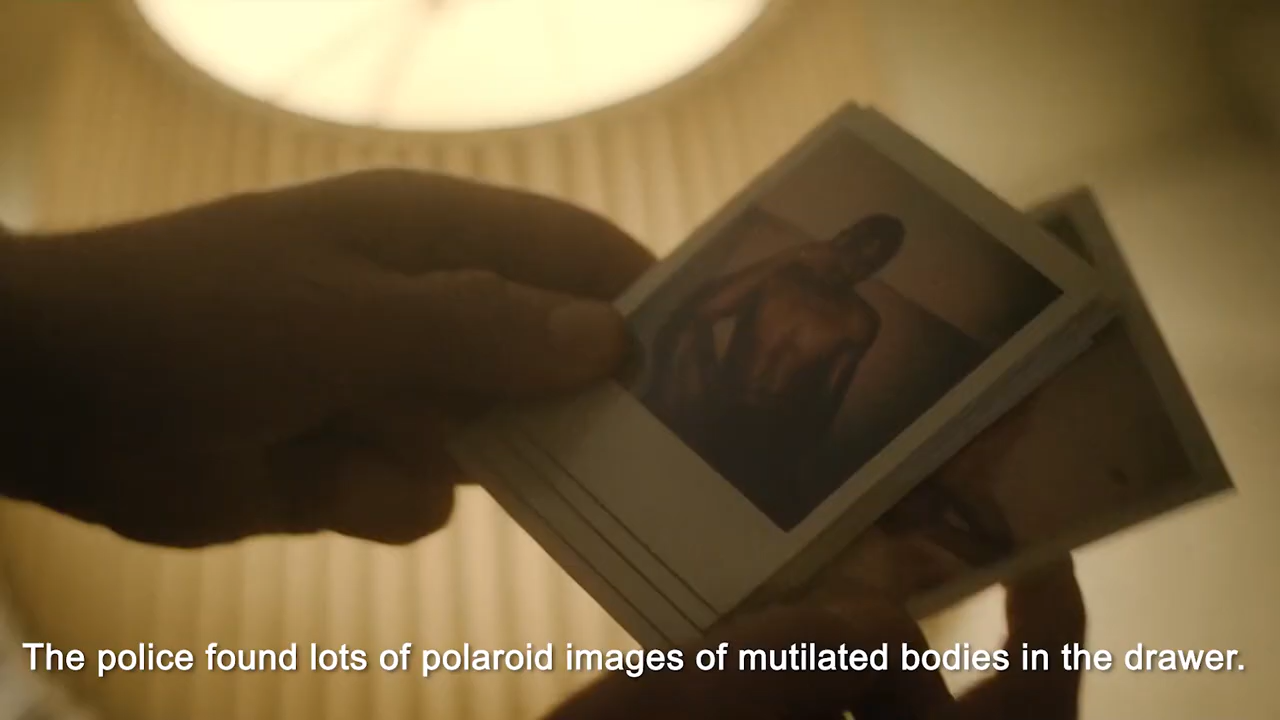 The police found lots of polaroid images of mutilated bodies in the drawer.